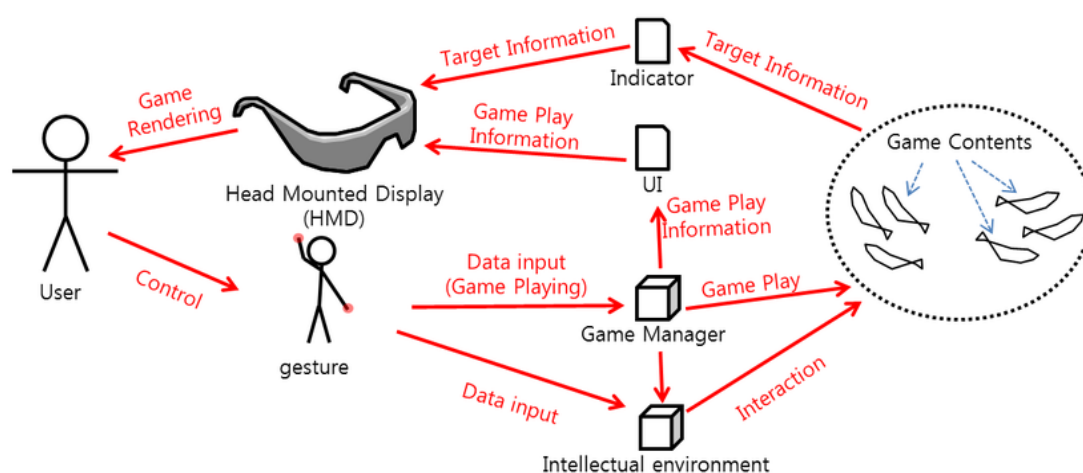 Target Information
Indicator
Target Information
Game
Rendering
Game Play
Information
Game Contents
UI
Head Mounted Display
(HMD)
Game Play
Information
User
Control
Data input
(Game Playing)
Game Play
Game Manager
gesture
Data input
Interaction
Intellectual environment